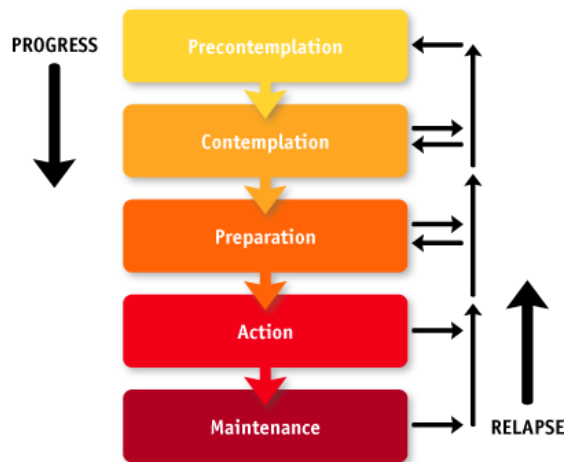 PROGRESS
Precontemplation
Contemplation
Preparation
Action
Maintenance
RELAPSE